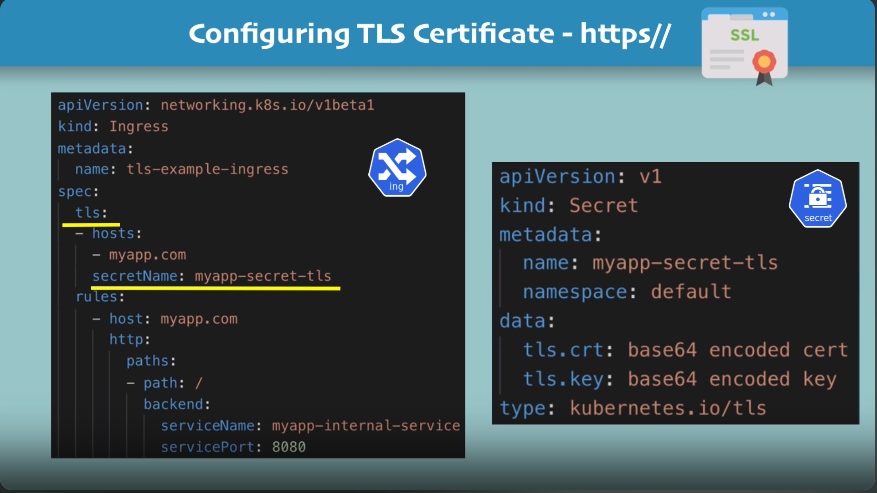 Configuring TLS Certificate - https//
SSL
apiVersion: networking.k8s.io/v1beta1
kind: Ingress
metadata:
name: tls-example-ingress
spec:
tls:
- hosts:
- myapp.com
secretName: myapp-secret-tls
rules:
- host: myapp.com
http:
paths:
- path: /
backend:
serviceName: myapp-internal-service
servicePort: 8080
ing
apiVersion: v1
kind: Secret
metadata:
name: myapp-secret-tls
namespace: default
data:
tls.crt: base64 encoded cert
tls.key: base64 encoded key
type: kubernetes.io/tls
secret